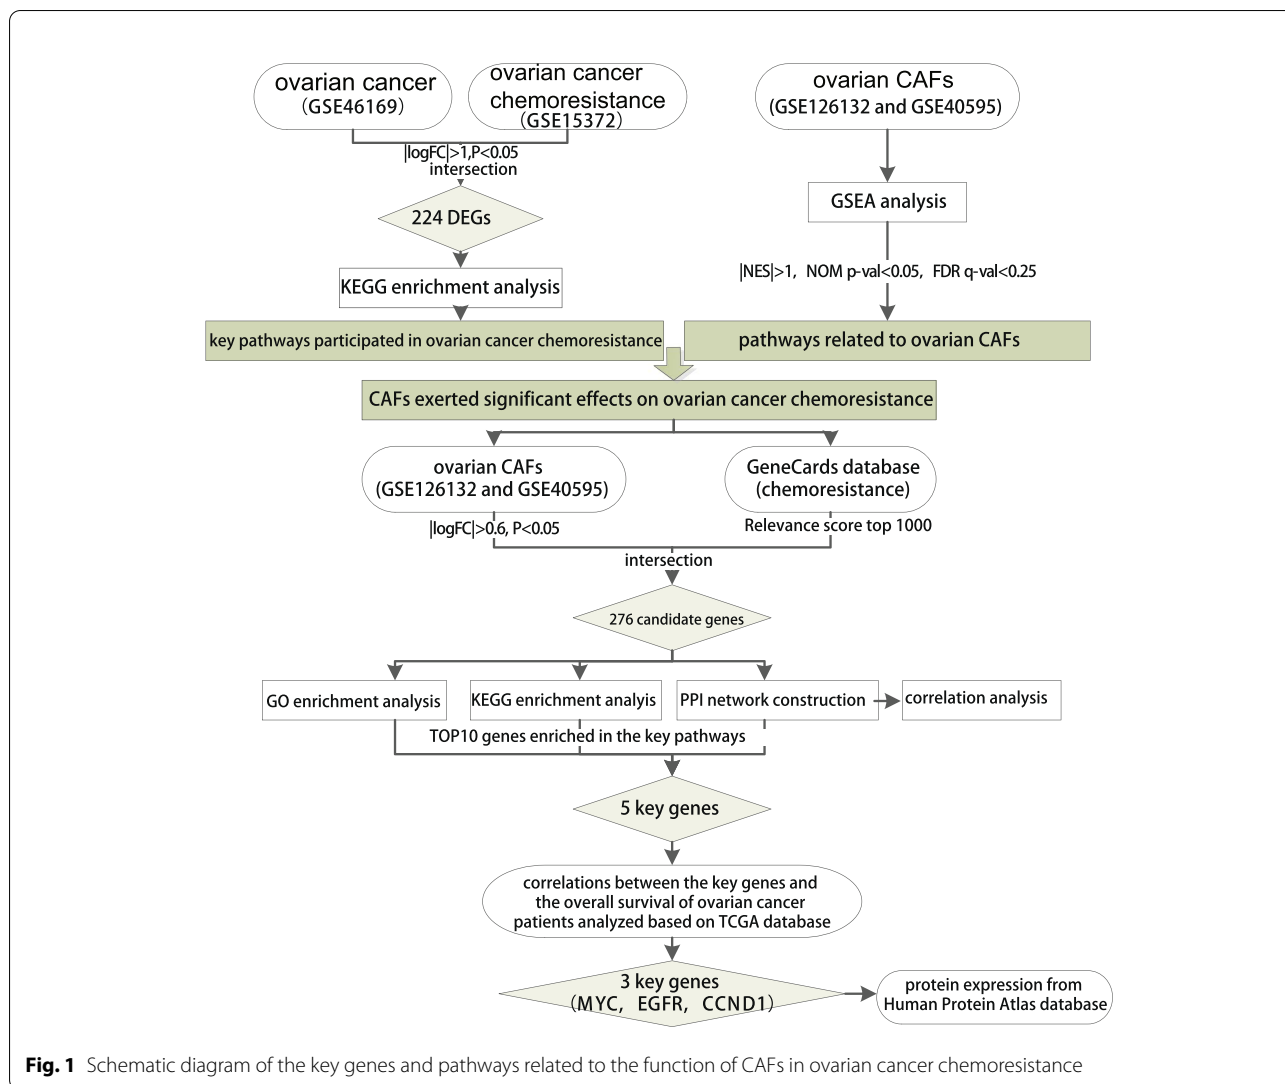 ovarian cancer
(GSE46169)
ovarian cancer
chemoresistance
(GSE15372)
ovarian CAFs
(GSE126132 and GSE40595)
|logFC|>1,P<0.05
intersection
GSEA analysis
224 DEGs
|NES|>1, NOM p-val<0.05, FDR q-val<0.25
KEGG enrichment analysis
key pathways participated in ovarian cancer chemoresistance
pathways related to ovarian CAFs
CAFs exerted significant effects on ovarian cancer chemoresistance
ovarian CAFs
(GSE126132 and GSE40595)
GeneCards database
(chemoresistance)
|logFC|>0.6, P<0.05
Relevance score top 1000
intersection
276 candidate genes
GO enrichment analysis
KEGG enrichment analyis
PPI network construction
correlation analysis
TOP10 genes enriched in the key pathways
5 key genes
correlations between the key genes and
the overall survival of ovarian cancer
patients analyzed based on TCGA database
3 key genes
(MYC, EGFR, CCND1)
protein expression from
Human Protein Atlas database
Fig. 1 Schematic diagram of the key genes and pathways related to the function of CAFs in ovarian cancer chemoresistance